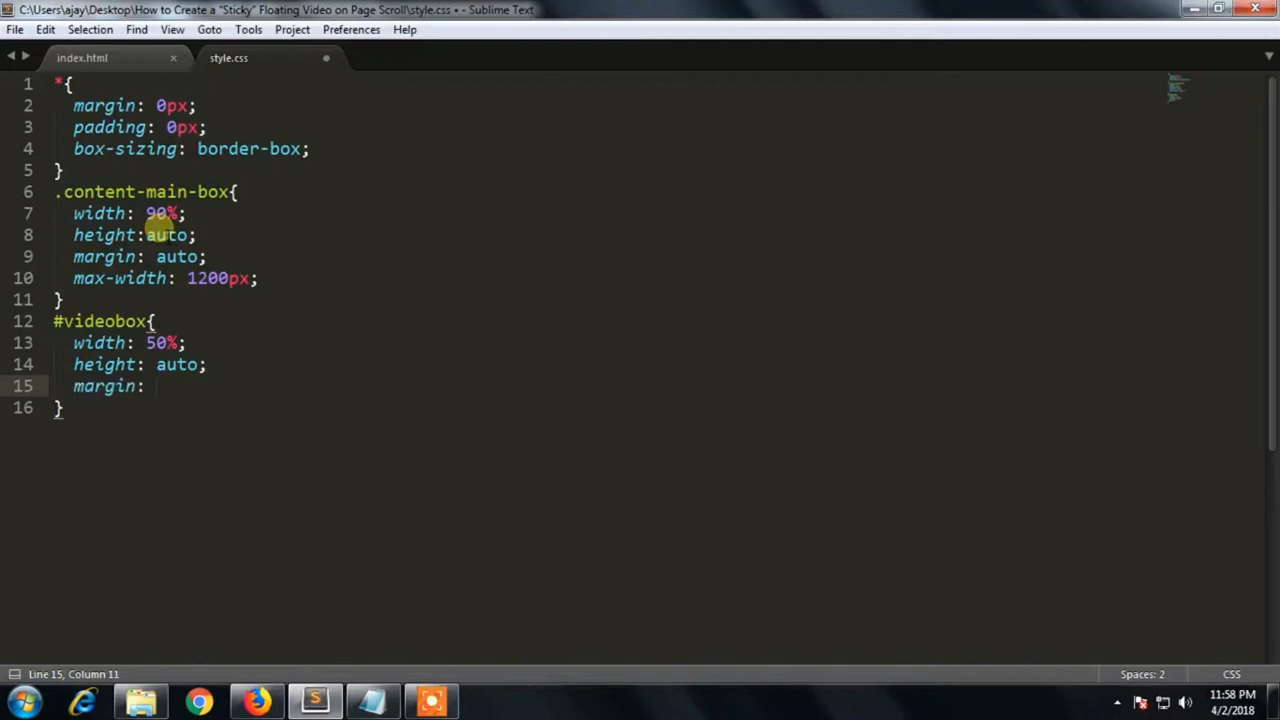 C:\Users\ajay\Desktop\How to Create a "Sticky" Floating Video on Page Scroll\style.css • - Sublime Text
File Edit Selection Find View Goto Tools Project Preferences Help
index.html × style.css
1 *{
2 margin: 0px;
3 padding: 0px;
4 box-sizing: border-box;
5 }
6 .content-main-box{
7 width: 90%;
8 height:auto;
9 margin: auto;
10 max-width: 1200px;
11 }
12 #videobox{
13 width: 50%;
14 height: auto;
15 margin:
16 }
Line 15, Column 11 Spaces: 2 CSS
11:58 PM
4/2/2018